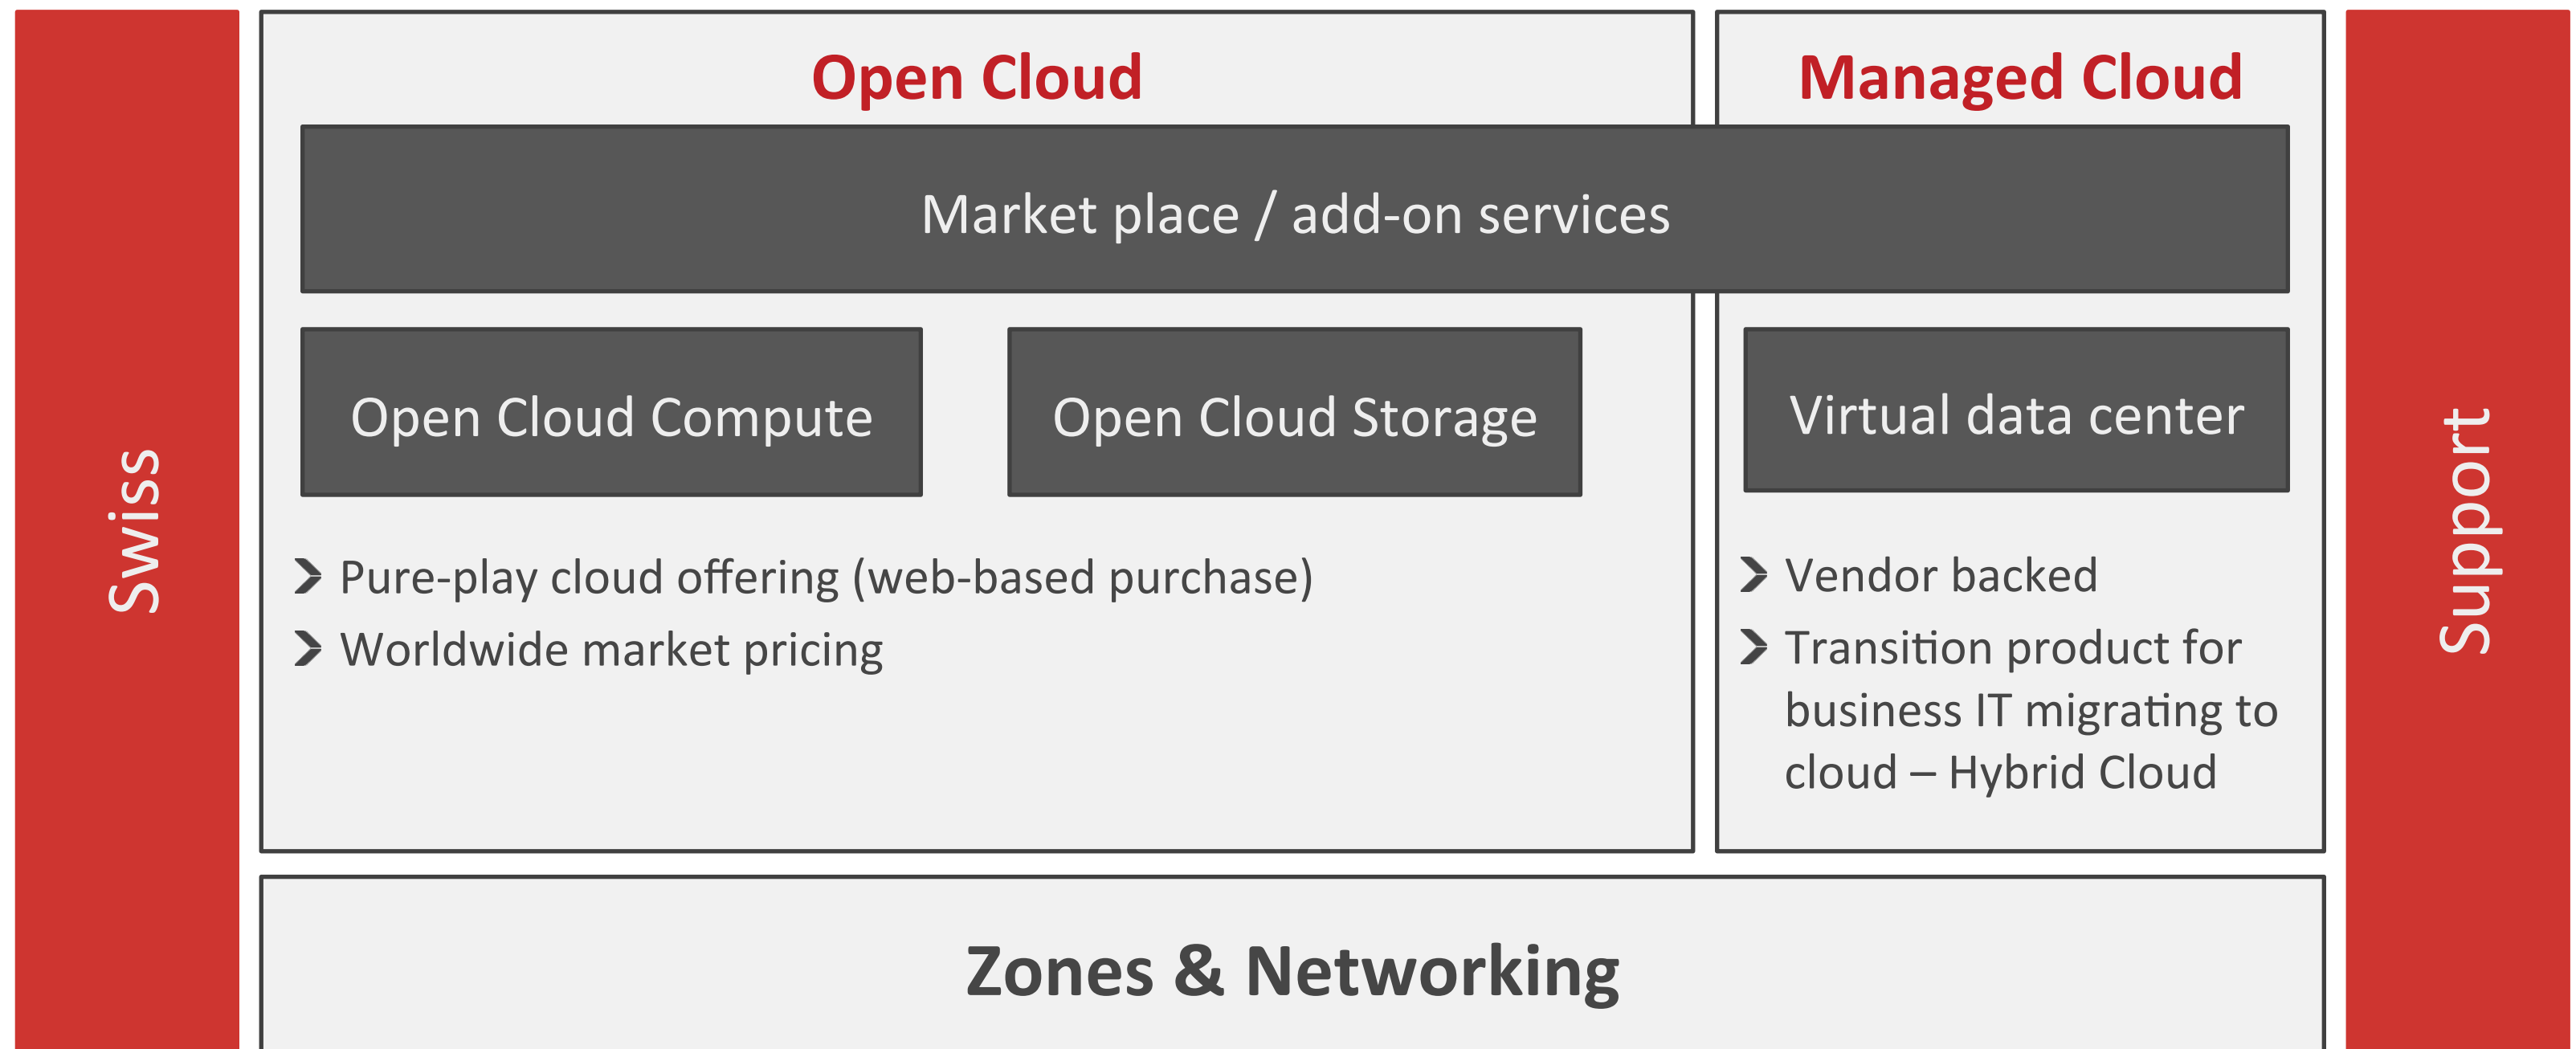 Swiss
Open Cloud
Managed Cloud
Market place / add-on services
Open Cloud Compute
Open Cloud Storage
Virtual data center
Pure-play cloud offering (web-based purchase)
Worldwide market pricing
Vendor backed
Transition product for
business IT migrating to
cloud – Hybrid Cloud
Support
Zones & Networking